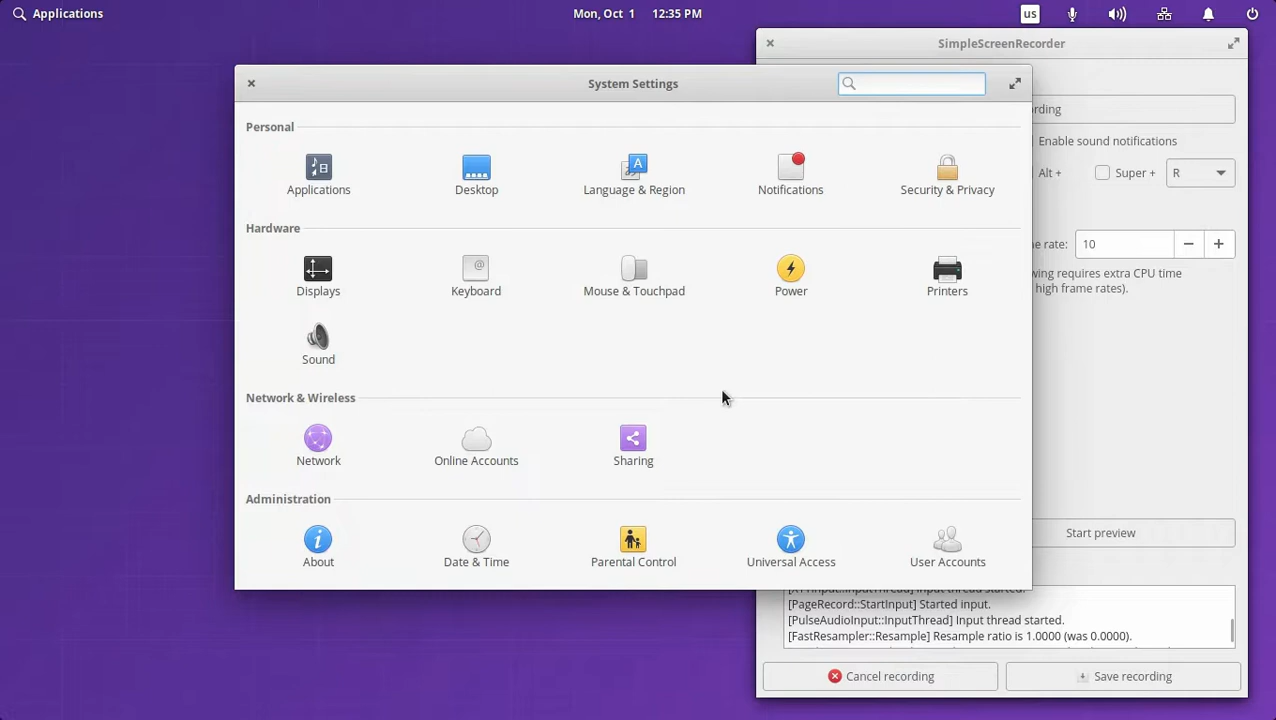 Applications
Mon, Oct 1 12:35 PM
us
SimpleScreenRecorder
System Settings
Personal
Applications
Desktop
Language & Region
Notifications
Security & Privacy
Hardware
Displays
Keyboard
Mouse & Touchpad
Power
Printers
Sound
Network & Wireless
Network
Online Accounts
Sharing
Administration
About
Date & Time
Parental Control
Universal Access
User Accounts
Enable sound notifications
Alt +
Super +
R
rate:
10
requires extra CPU time
high frame rates).
Start preview
Input thread started.
[PageRecord::StartInput] Started input.
[PulseAudioInput::InputThread] Input thread started.
[FastResampler::Resample] Resample ratio is 1.0000 (was 0.0000).
Cancel recording
Save recording